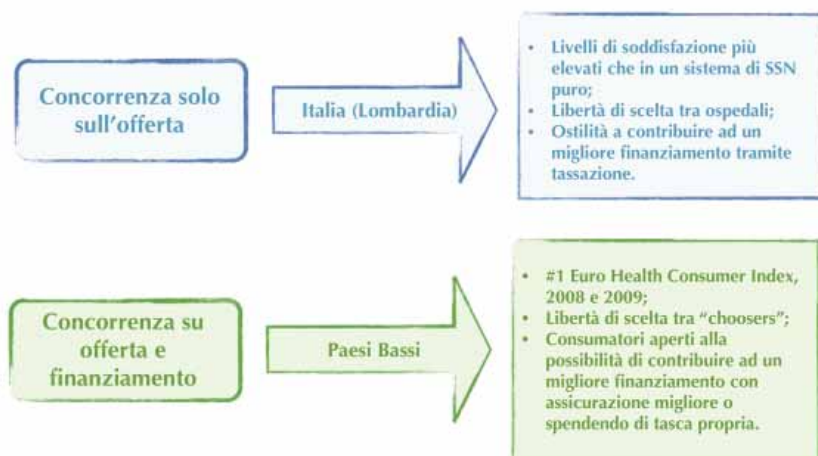 Concorrenza solo
sull'offerta
Italia (Lombardia)
• Livelli di soddisfazione più
elevati che in un sistema di SSN
puro;
• Libertà di scelta tra ospedali;
• Ostilità a contribuire ad un
migliore finanziamento tramite
tassazione.
Concorrenza su
offerta e
finanziamento
Paesi Bassi
• #1 Euro Health Consumer Index,
2008 e 2009;
• Libertà di scelta tra “choosers”;
• Consumatori aperti alla
possibilità di contribuire ad un
migliore finanziamento con
assicurazione migliore o
spendendo di tasca propria.